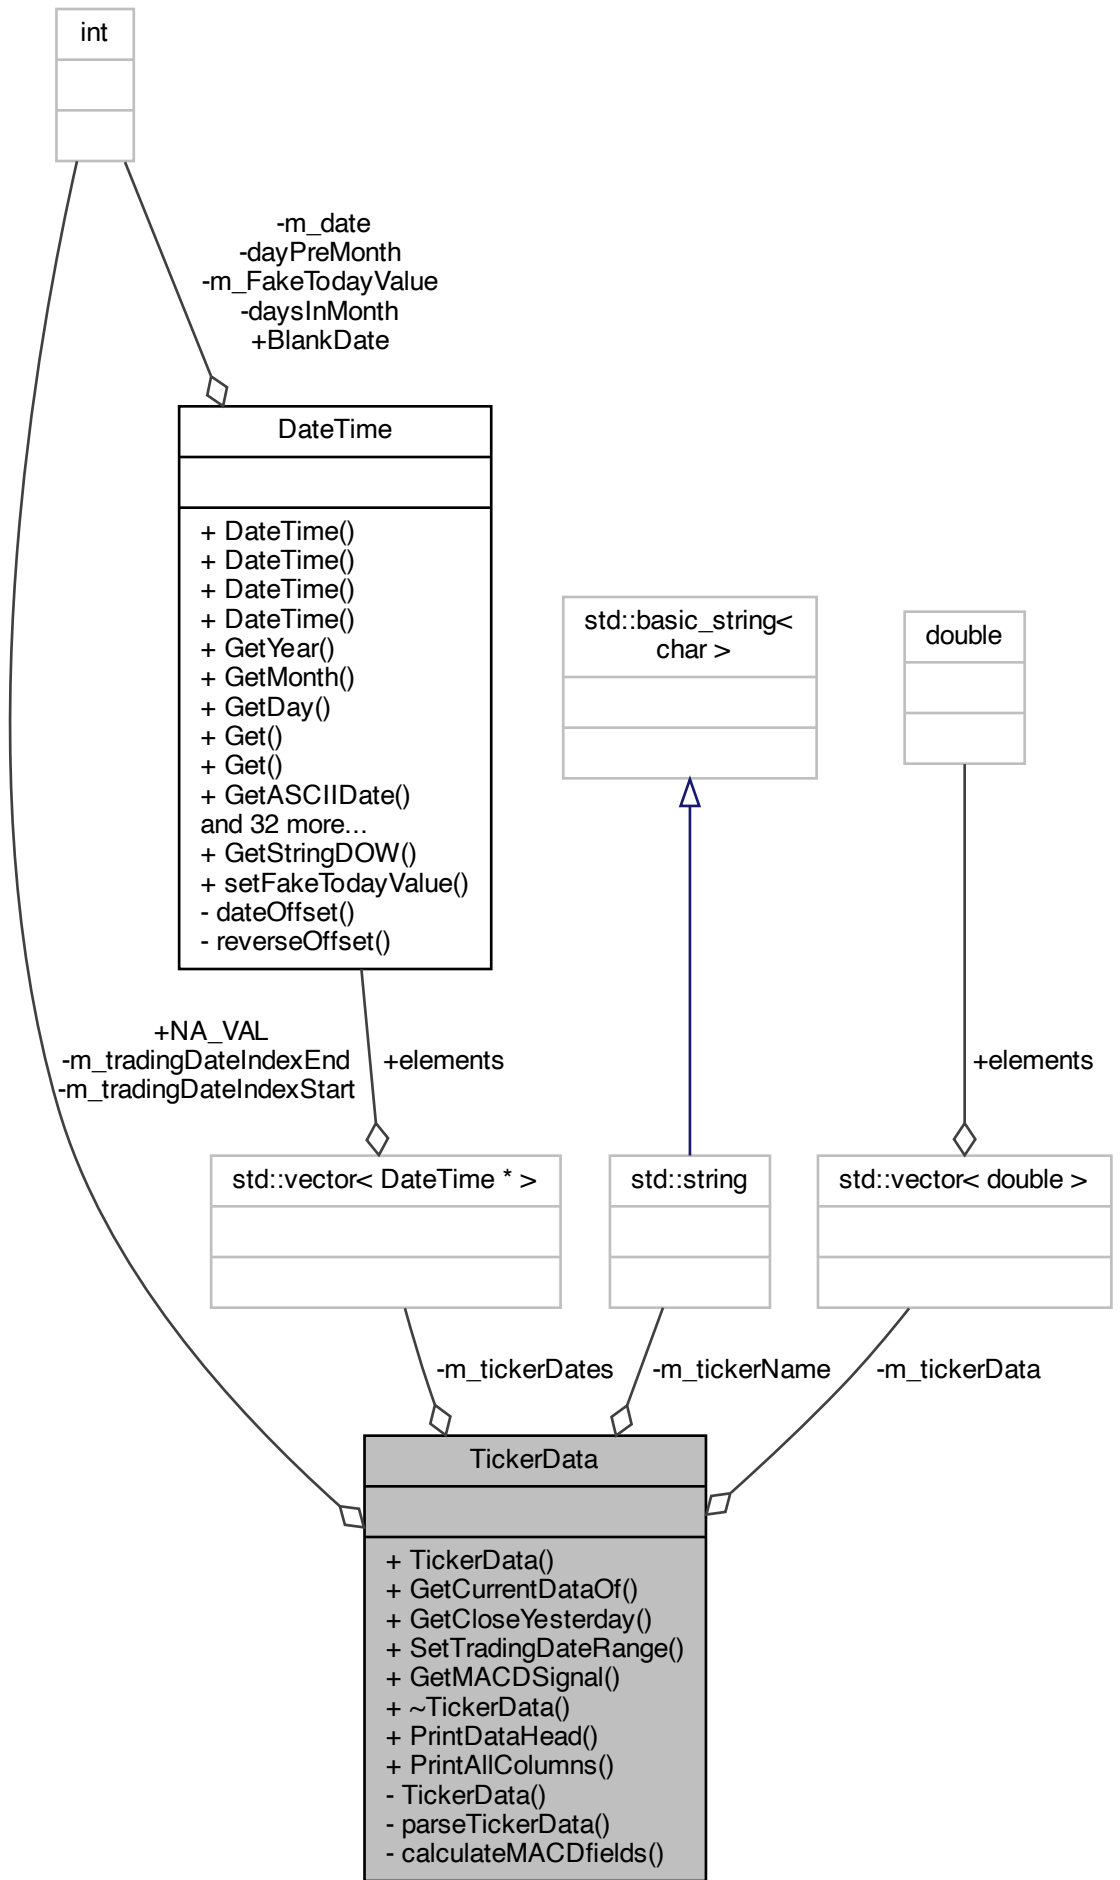 int
-m_date
-dayPreMonth
-m_FakeTodayValue
-daysInMonth
+BlankDate
DateTime
+ DateTime()
+ DateTime()
+ DateTime()
+ DateTime()
+ GetYear()
+ GetMonth()
+ GetDay()
+ Get()
+ Get()
+ GetASCIIDate()
and 32 more...
+ GetStringDOW()
+ setFakeTodayValue()
- dateOffset()
- reverseOffset()
std::basic_string<
char >
double
+NA_VAL
-m_tradingDateIndexEnd
-m_tradingDateIndexStart
+elements
+elements
std::vector< DateTime * >
std::string
std::vector< double >
-m_tickerDates
-m_tickerName
-m_tickerData
TickerData
+ TickerData()
+ GetCurrentDataOf()
+ GetCloseYesterday()
+ SetTradingDateRange()
+ GetMACDSignal()
+ ~TickerData()
+ PrintDataHead()
+ PrintAllColumns()
- TickerData()
- parseTickerData()
- calculateMACDfields()